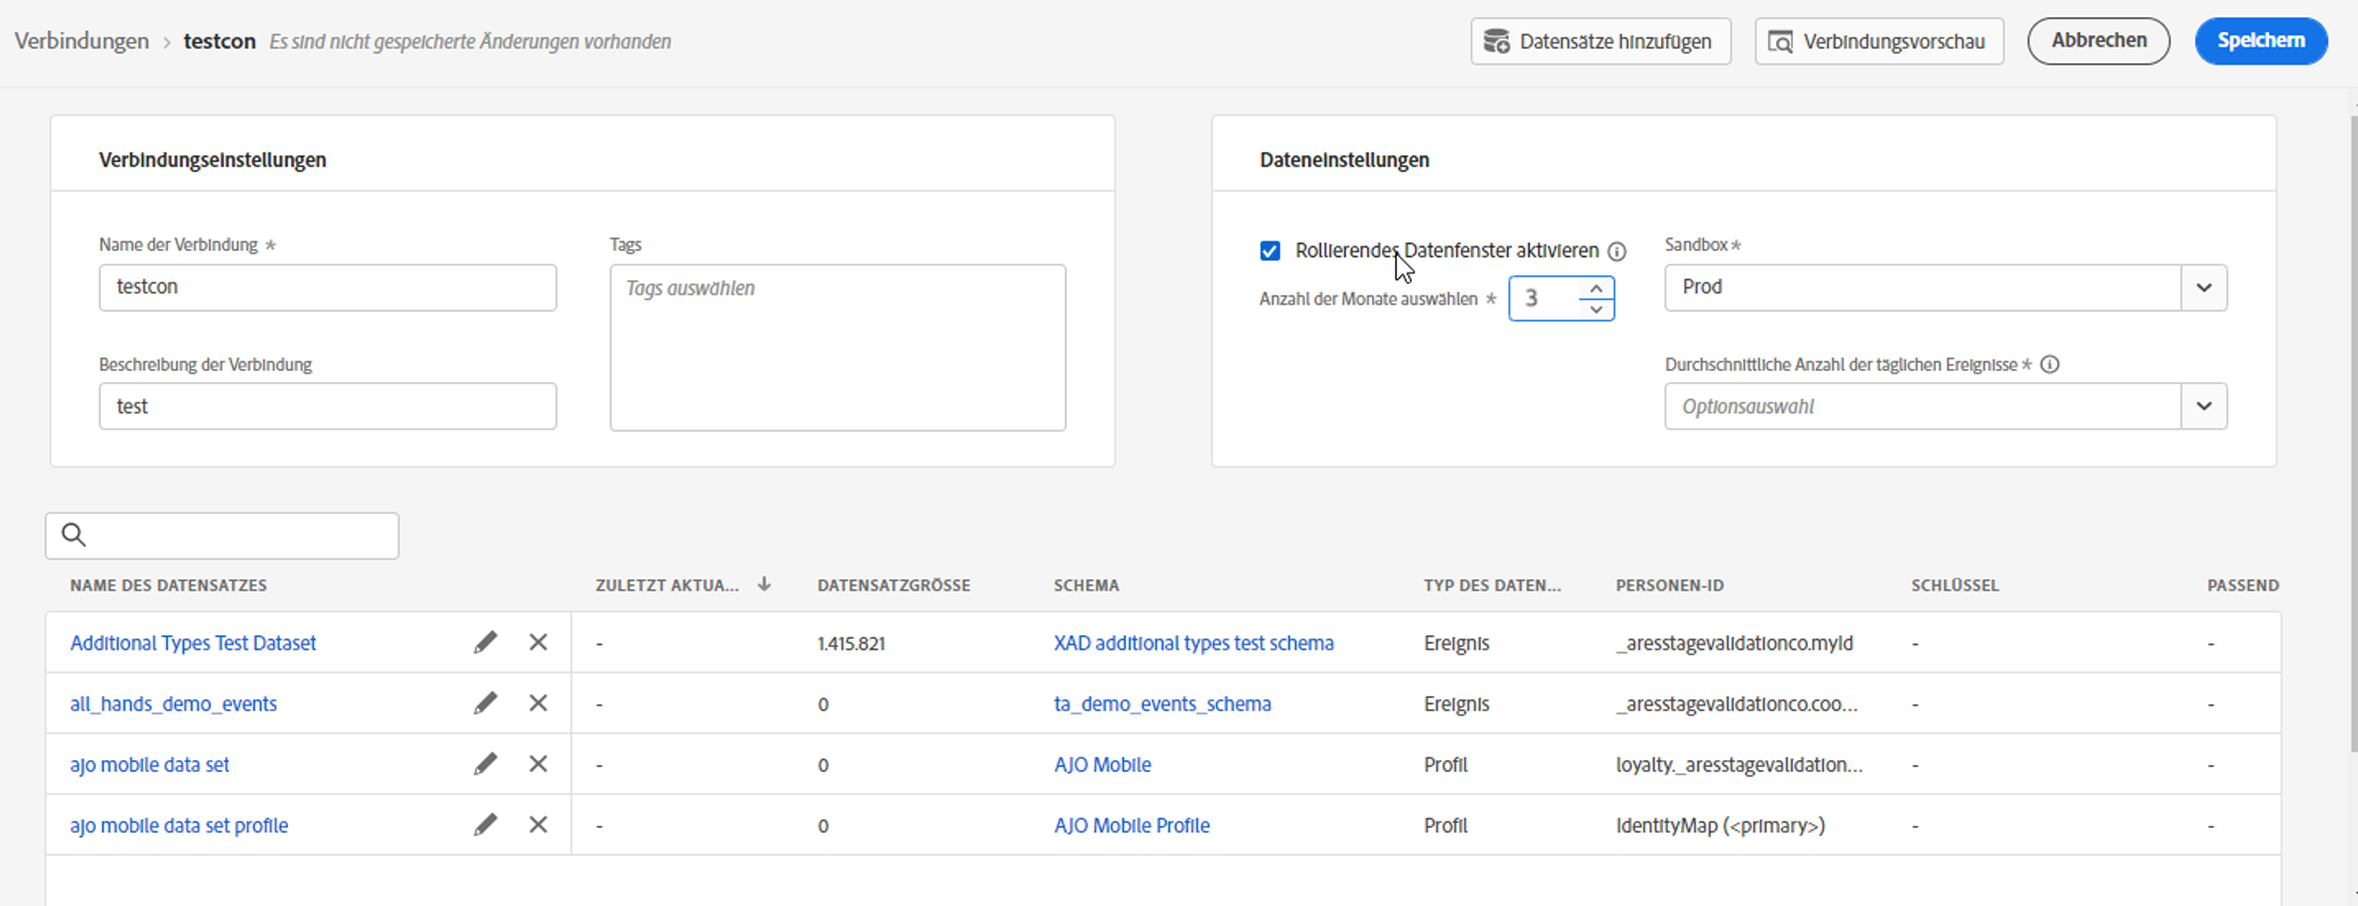 Verbindungen › testcon Es sind nicht gespeicherte Änderungen vorhanden
Datensätze hinzufügen
Verbindungsvorschau
Abbrechen
Speichern
Verbindungseinstellungen
Name der Verbindung *
testcon
Beschreibung der Verbindung
test
Tags
Tags auswählen
Dateneinstellungen
Rollierendes Datenfenster aktivieren
Anzahl der Monate auswählen * 3
Sandbox *
Prod
Durchschnittliche Anzahl der täglichen Ereignisse *
Optionsauswahl
NAME DES DATENSATZES ZULETZT AKTUA... ↓ DATENSATZGRÖSSE SCHEMA TYP DES DATEN... PERSONEN-ID SCHLÜSSEL PASSEND
Additional Types Test Dataset - 1.415.821 XAD additional types test schema Ereignis _aresstagevalidationco.myId - -
all_hands_demo_events - 0 ta_demo_events_schema Ereignis _aresstagevalidationco.coo... - -
ajo mobile data set - 0 AJO Mobile Profil loyalty._aresstagevalidation... - -
ajo mobile data set profile - 0 AJO Mobile Profile Profil IdentityMap (<primary>) - -